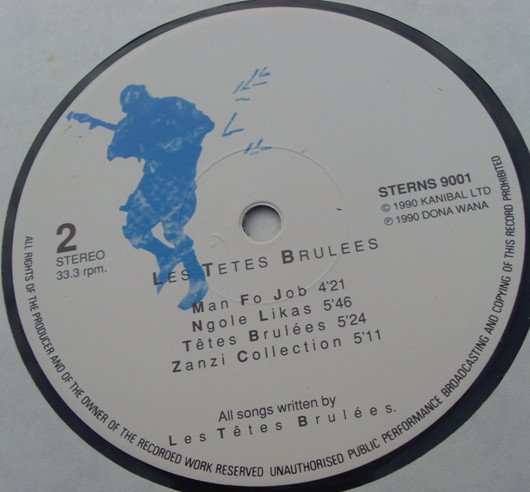 STERNS 9001
© 1990 KANIBAL LTD
℗ 1990 DONA WANA
2
STEREO
33.3 rpm.
LES TETES BRULEES
Man Fo Job 4'21
Ngole Likas 5'46
Têtes Brulées 5'24
Zanzi Collection 5'11
All songs written by
Les Têtes Brulées.
ALL RIGHTS OF THE PRODUCER AND OF THE OWNER OF THE RECORDED WORK RESERVED · UNAUTHORISED PUBLIC PERFORMANCE BROADCASTING AND COPYING OF THIS RECORD PROHIBITED